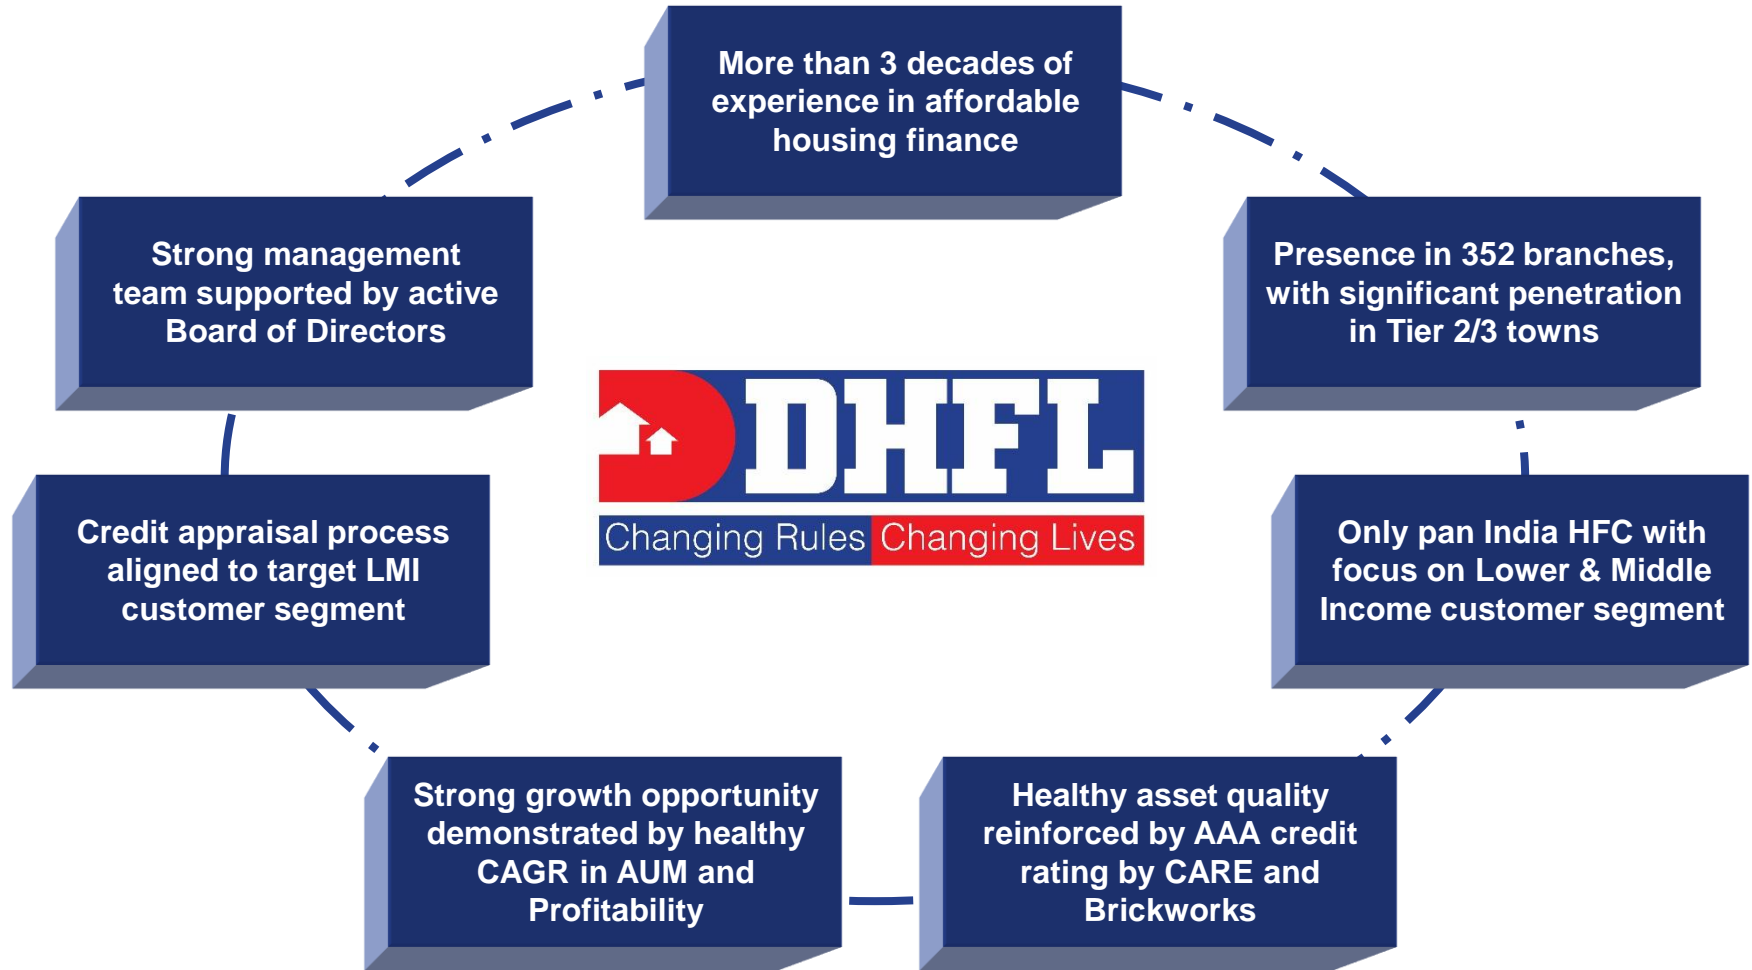 More than 3 decades of
experience in affordable
housing finance
Strong management
team supported by active
Board of Directors
Presence in 352 branches,
with significant penetration
in Tier 2/3 towns
DHFL
Changing Rules Changing Lives
Credit appraisal process
aligned to target LMI
customer segment
Only pan India HFC with
focus on Lower & Middle
Income customer segment
Strong growth opportunity
demonstrated by healthy
CAGR in AUM and
Profitability
Healthy asset quality
reinforced by AAA credit
rating by CARE and
Brickworks